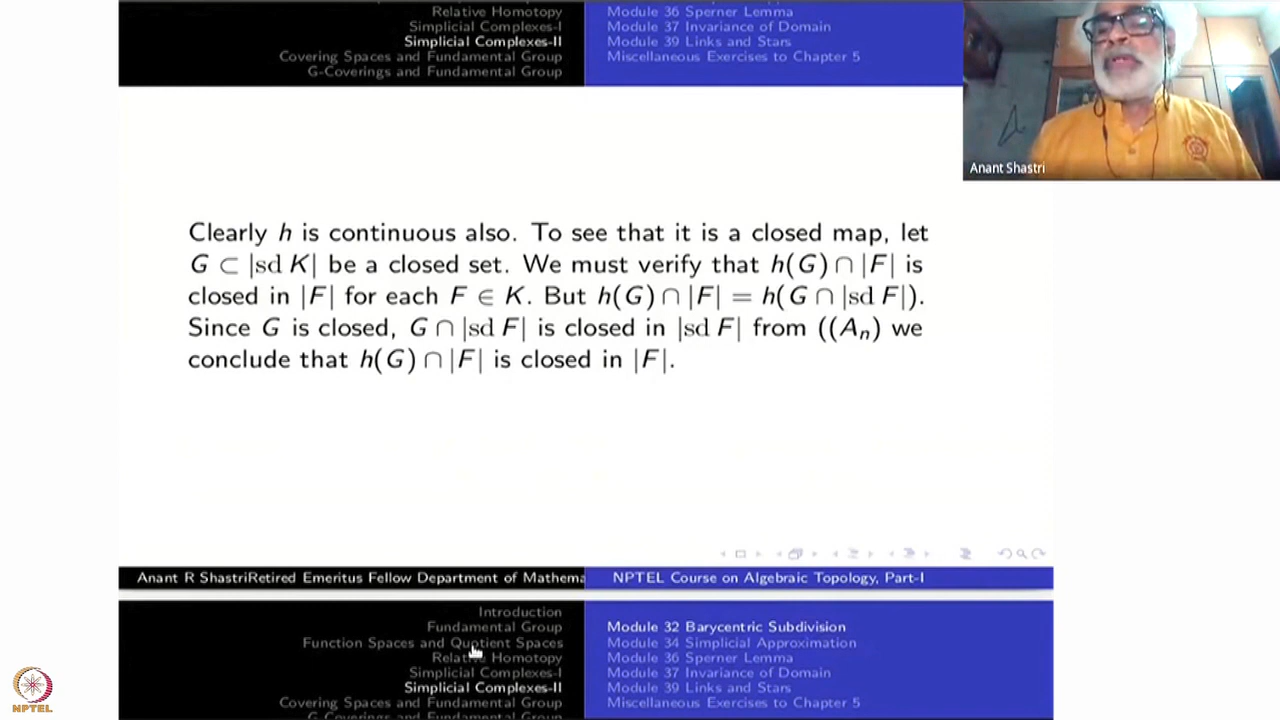 Relative Homotopy
Simplicial Complexes-I
Simplicial Complexes-II
Covering Spaces and Fundamental Group
G-Coverings and Fundamental Group
Module 36 Sperner Lemma
Module 37 Invariance of Domain
Module 39 Links and Stars
Miscellaneous Exercises to Chapter 5
Anant Shastri
Clearly h is continuous also. To see that it is a closed map, let
G ⊂ |sd K| be a closed set. We must verify that h(G) ∩ |F| is
closed in |F| for each F ∈ K. But h(G) ∩ |F| = h(G ∩ |sd F|).
Since G is closed, G ∩ |sd F| is closed in |sd F| from ((Aₙ) we
conclude that h(G) ∩ |F| is closed in |F|.
Anant R ShastriRetired Emeritus Fellow Department of Mathema
NPTEL Course on Algebraic Topology, Part-I
Introduction
Fundamental Group
Function Spaces and Quotient Spaces
Relative Homotopy
Simplicial Complexes-I
Simplicial Complexes-II
Covering Spaces and Fundamental Group
G-Coverings and Fundamental Group
Module 32 Barycentric Subdivision
Module 34 Simplicial Approximation
Module 36 Sperner Lemma
Module 37 Invariance of Domain
Module 39 Links and Stars
Miscellaneous Exercises to Chapter 5
NPTEL